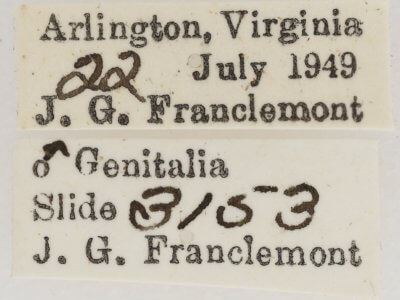 Arlington, Virginia
22 July 1949
J. G. Franclemont
♂ Genitalia
Slide 3153
J. G. Franclemont